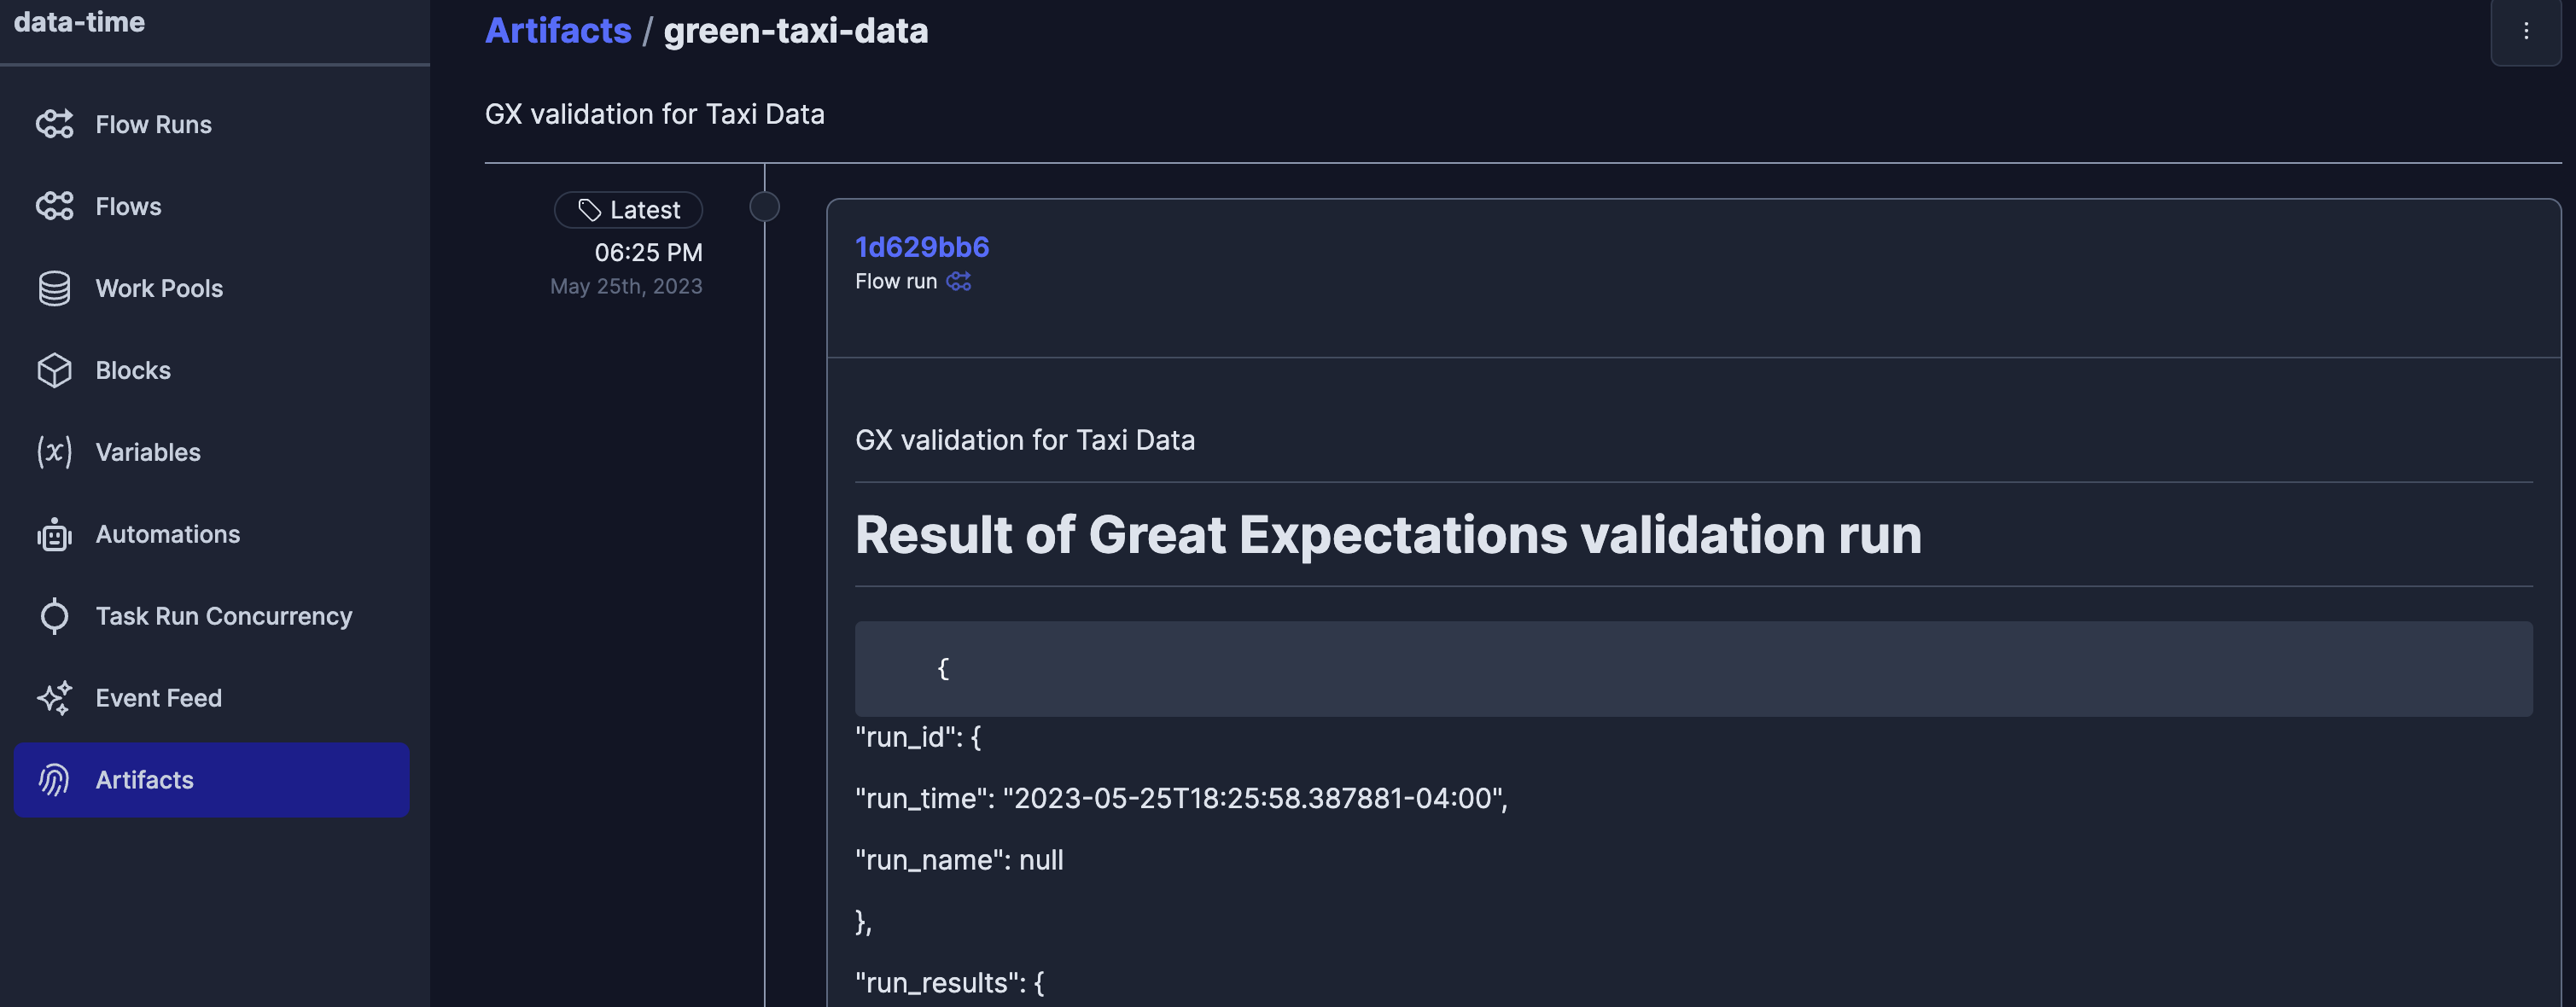 data-time
Flow Runs
Flows
Work Pools
Blocks
Variables
Automations
Task Run Concurrency
Event Feed
Artifacts
Artifacts / green-taxi-data
GX validation for Taxi Data
Latest
06:25 PM
May 25th, 2023
1d629bb6
Flow run
GX validation for Taxi Data
Result of Great Expectations validation run
{
"run_id": {
"run_time": "2023-05-25T18:25:58.387881-04:00",
"run_name": null
},
"run_results": {